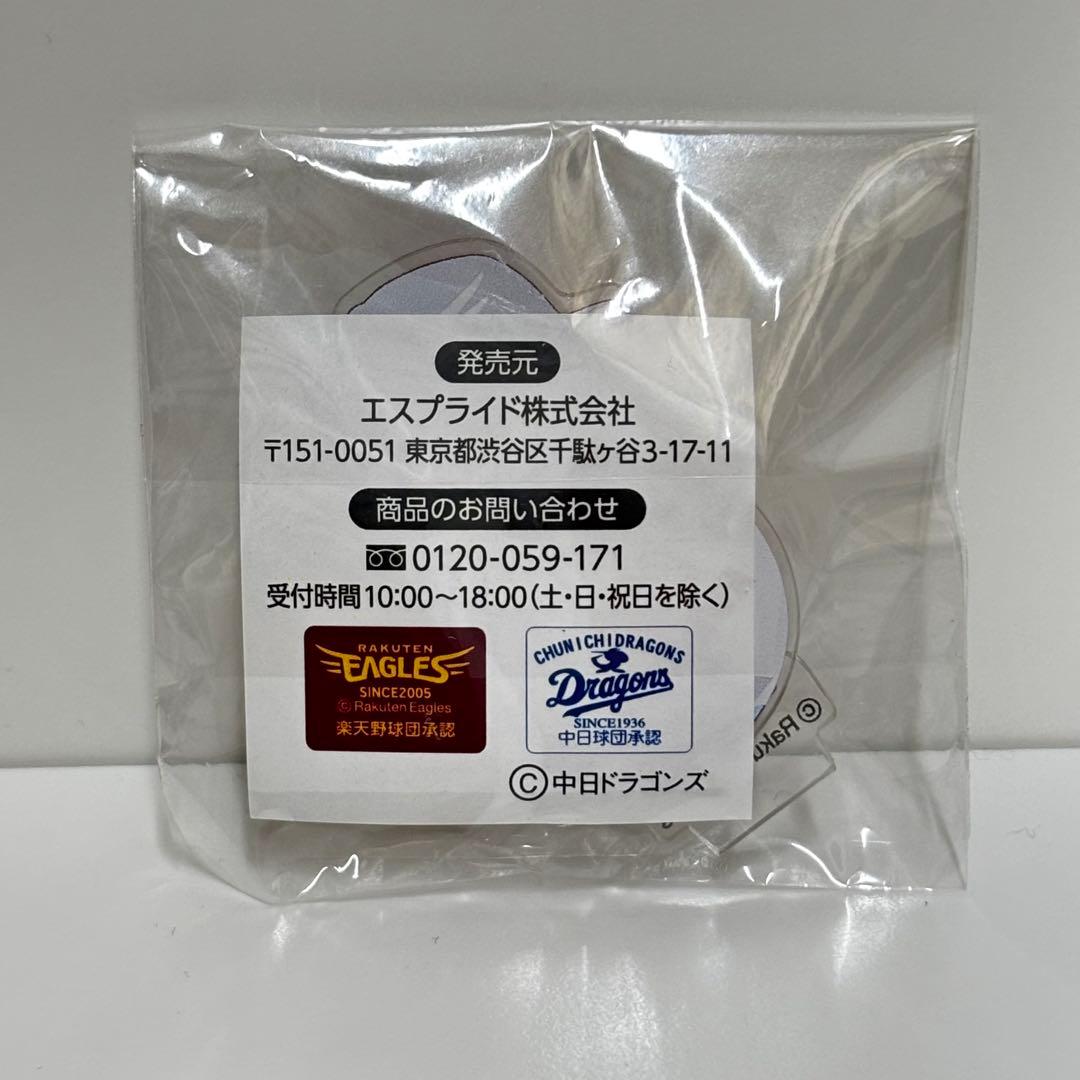 発売元
エスプライド株式会社
〒151-0051 東京都渋谷区千駄ヶ谷3-17-11
商品のお問い合わせ
0120-059-171
受付時間10:00〜18:00(土・日・祝日を除く)
RAKUTEN
EAGLES
SINCE2005
©Rakuten Eagles
楽天野球団承認
CHUNICHIDRAGONS
Dragons
SINCE1936
中日球団承認
©中日ドラゴンズ
©Raku